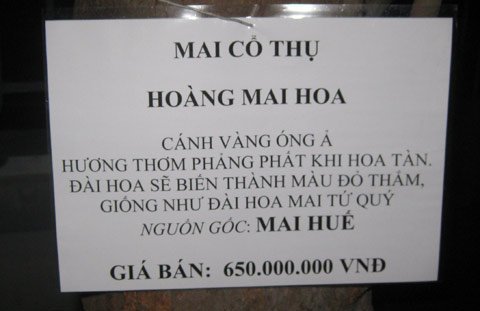 MAI CỔ THỤ
HOÀNG MAI HOA
CÁNH VÀNG ÓNG Ả
HƯƠNG THƠM PHẢNG PHẤT KHI HOA TÀN.
ĐÀI HOA SẼ BIẾN THÀNH MÀU ĐỎ THẮM,
GIỐNG NHƯ ĐÀI HOA MAI TỨ QUÝ
NGUỒN GỐC: MAI HUẾ
GIÁ BÁN: 650.000.000 VNĐ